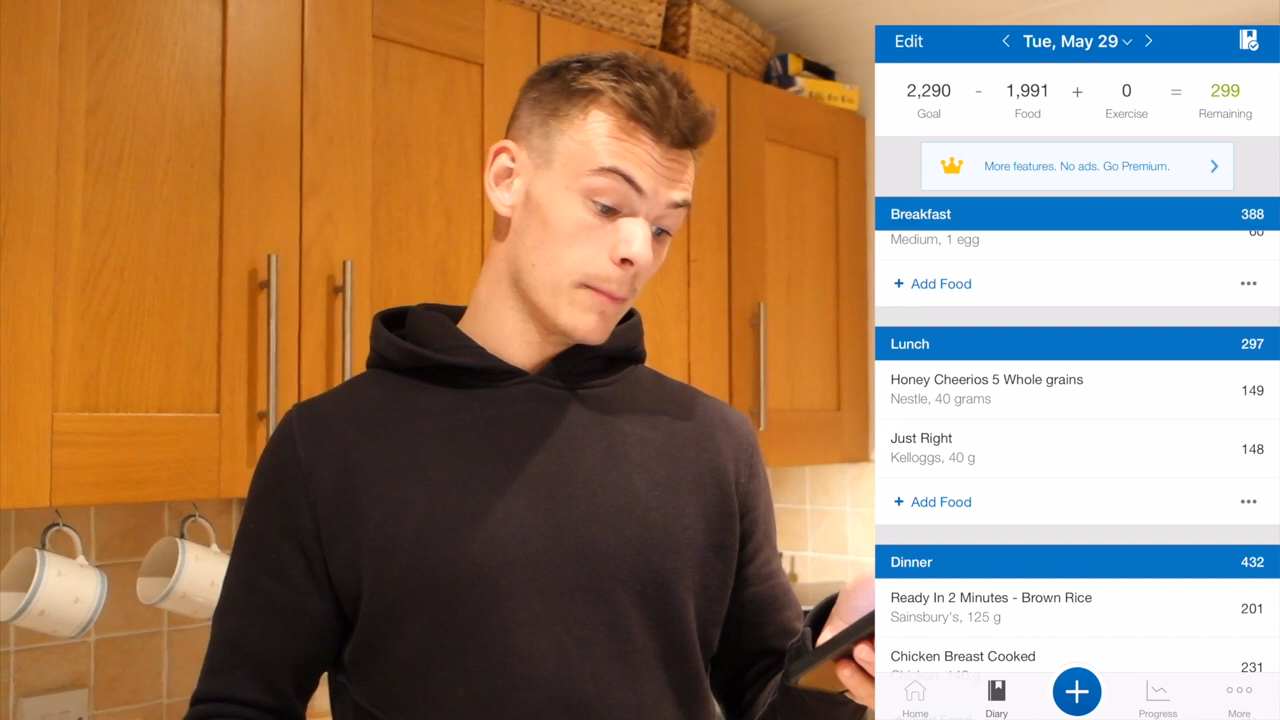 Edit
Tue, May 29
2,290 - 1,991 + 0 = 299
Goal Food Exercise Remaining
More features. No ads. Go Premium.
Breakfast 388
60
Medium, 1 egg
+ Add Food
Lunch 297
Honey Cheerios 5 Whole grains 149
Nestle, 40 grams
Just Right 148
Kelloggs, 40 g
+ Add Food
Dinner 432
Ready In 2 Minutes - Brown Rice 201
Sainsbury's, 125 g
Chicken Breast Cooked 231
Chicken, 140 g
Home Diary Progress More